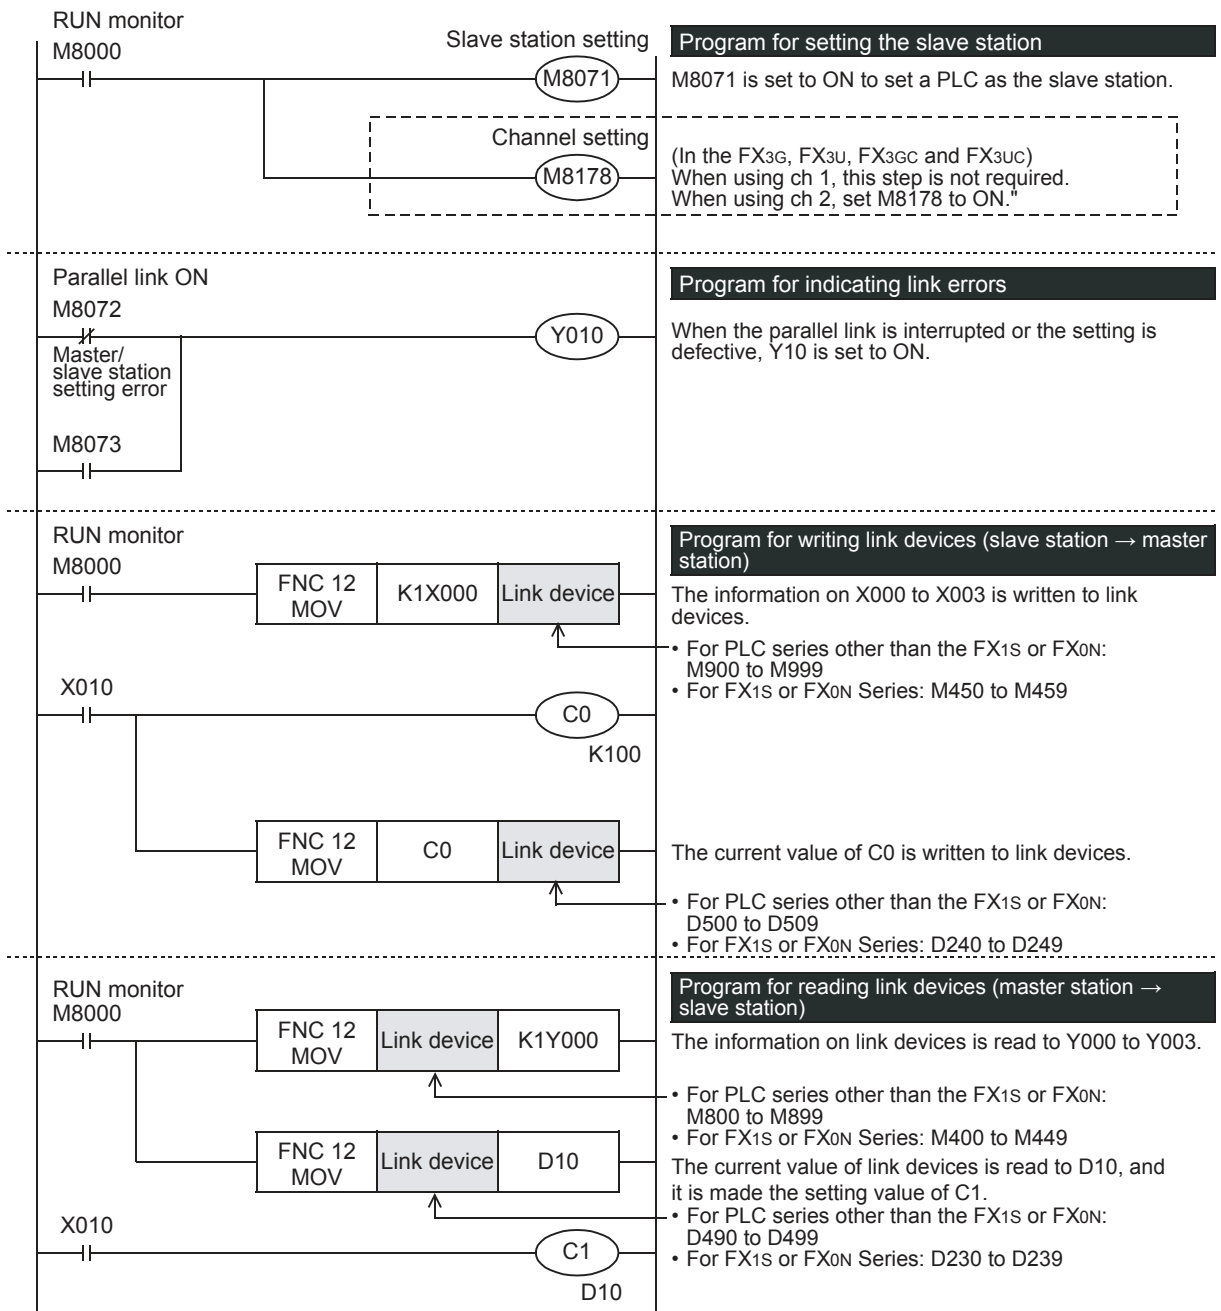 RUN monitor
M8000
Slave station setting
M8071
Program for setting the slave station
M8071 is set to ON to set a PLC as the slave station.
Channel setting
M8178
(In the FX3G, FX3U, FX3GC and FX3UC)
When using ch 1, this step is not required.
When using ch 2, set M8178 to ON."
Parallel link ON
M8072
Y010
Master/
slave station
setting error
M8073
Program for indicating link errors
When the parallel link is interrupted or the setting is
defective, Y10 is set to ON.
RUN monitor
M8000
FNC 12
MOV
K1X000
Link device
Program for writing link devices (slave station → master
station)
The information on X000 to X003 is written to link
devices.
• For PLC series other than the FX1S or FX0N:
M900 to M999
• For FX1S or FX0N Series: M450 to M459
X010
C0
K100
FNC 12
MOV
C0
Link device
The current value of C0 is written to link devices.
• For PLC series other than the FX1S or FX0N:
D500 to D509
• For FX1S or FX0N Series: D240 to D249
RUN monitor
M8000
FNC 12
MOV
Link device
K1Y000
Program for reading link devices (master station →
slave station)
The information on link devices is read to Y000 to Y003.
• For PLC series other than the FX1S or FX0N:
M800 to M899
• For FX1S or FX0N Series: M400 to M449
FNC 12
MOV
Link device
D10
The current value of link devices is read to D10, and
it is made the setting value of C1.
• For PLC series other than the FX1S or FX0N:
D490 to D499
• For FX1S or FX0N Series: D230 to D239
X010
C1
D10